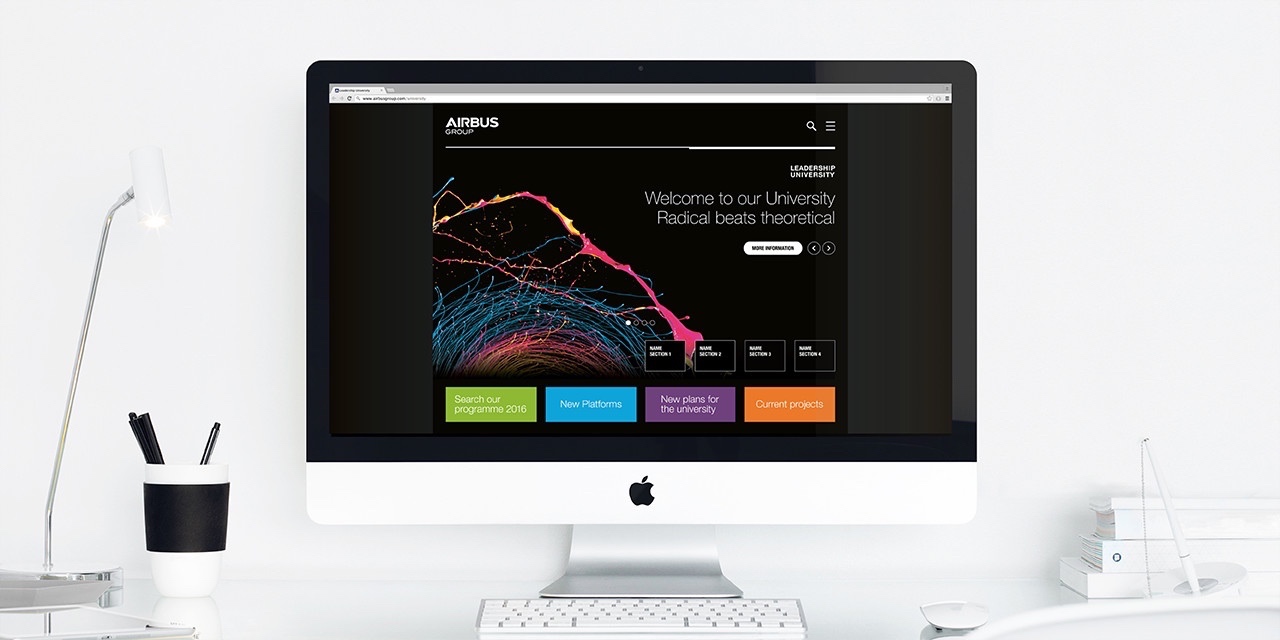 Leadership University
www.airbusgroup.com/university
AIRBUS
GROUP
LEADERSHIP
UNIVERSITY
Welcome to our University
Radical beats theoretical
MORE INFORMATION
NAME
SECTION 1
NAME
SECTION 2
NAME
SECTION 3
NAME
SECTION 4
Search our
programme 2016
New Platforms
New plans for
the university
Current projects